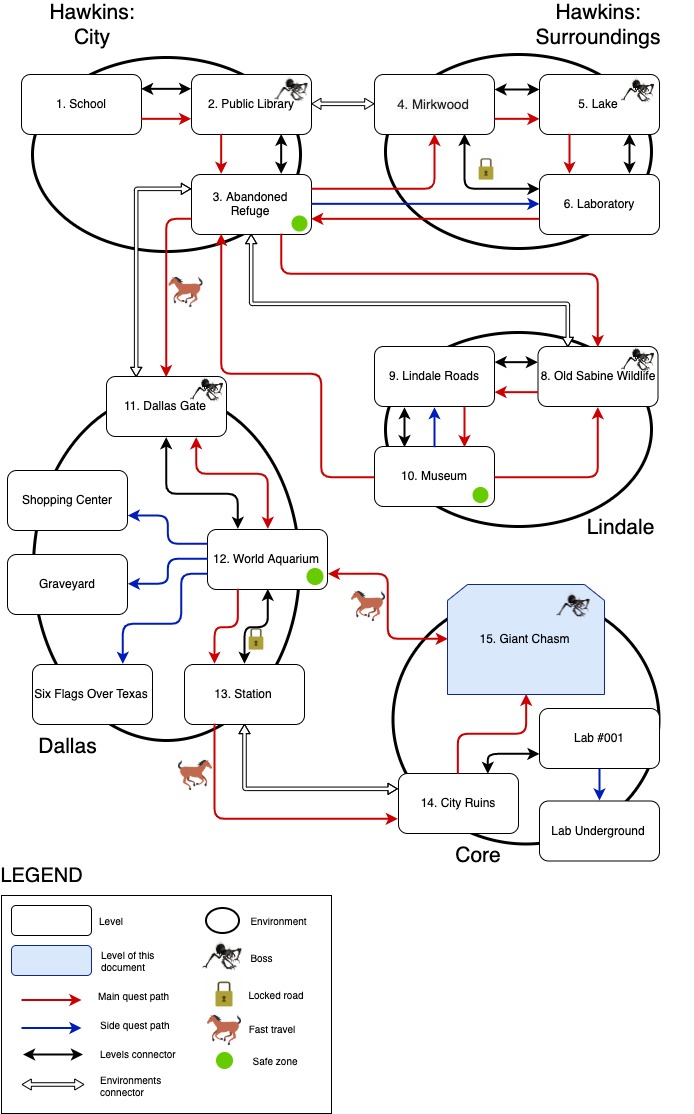 Hawkins:
City
Hawkins:
Surroundings
1. School
2. Public Library
4. Mirkwood
5. Lake
3. Abandoned
Refuge
6. Laboratory
9. Lindale Roads
8. Old Sabine Wildlife
11. Dallas Gate
10. Museum
Lindale
Shopping Center
12. World Aquarium
Graveyard
15. Giant Chasm
Six Flags Over Texas
13. Station
Dallas
Lab #001
14. City Ruins
Lab Underground
Core
LEGEND
Level
Environment
Level of this
document
Boss
Main quest path
Locked road
Side quest path
Fast travel
Levels connector
Safe zone
Environments
connector